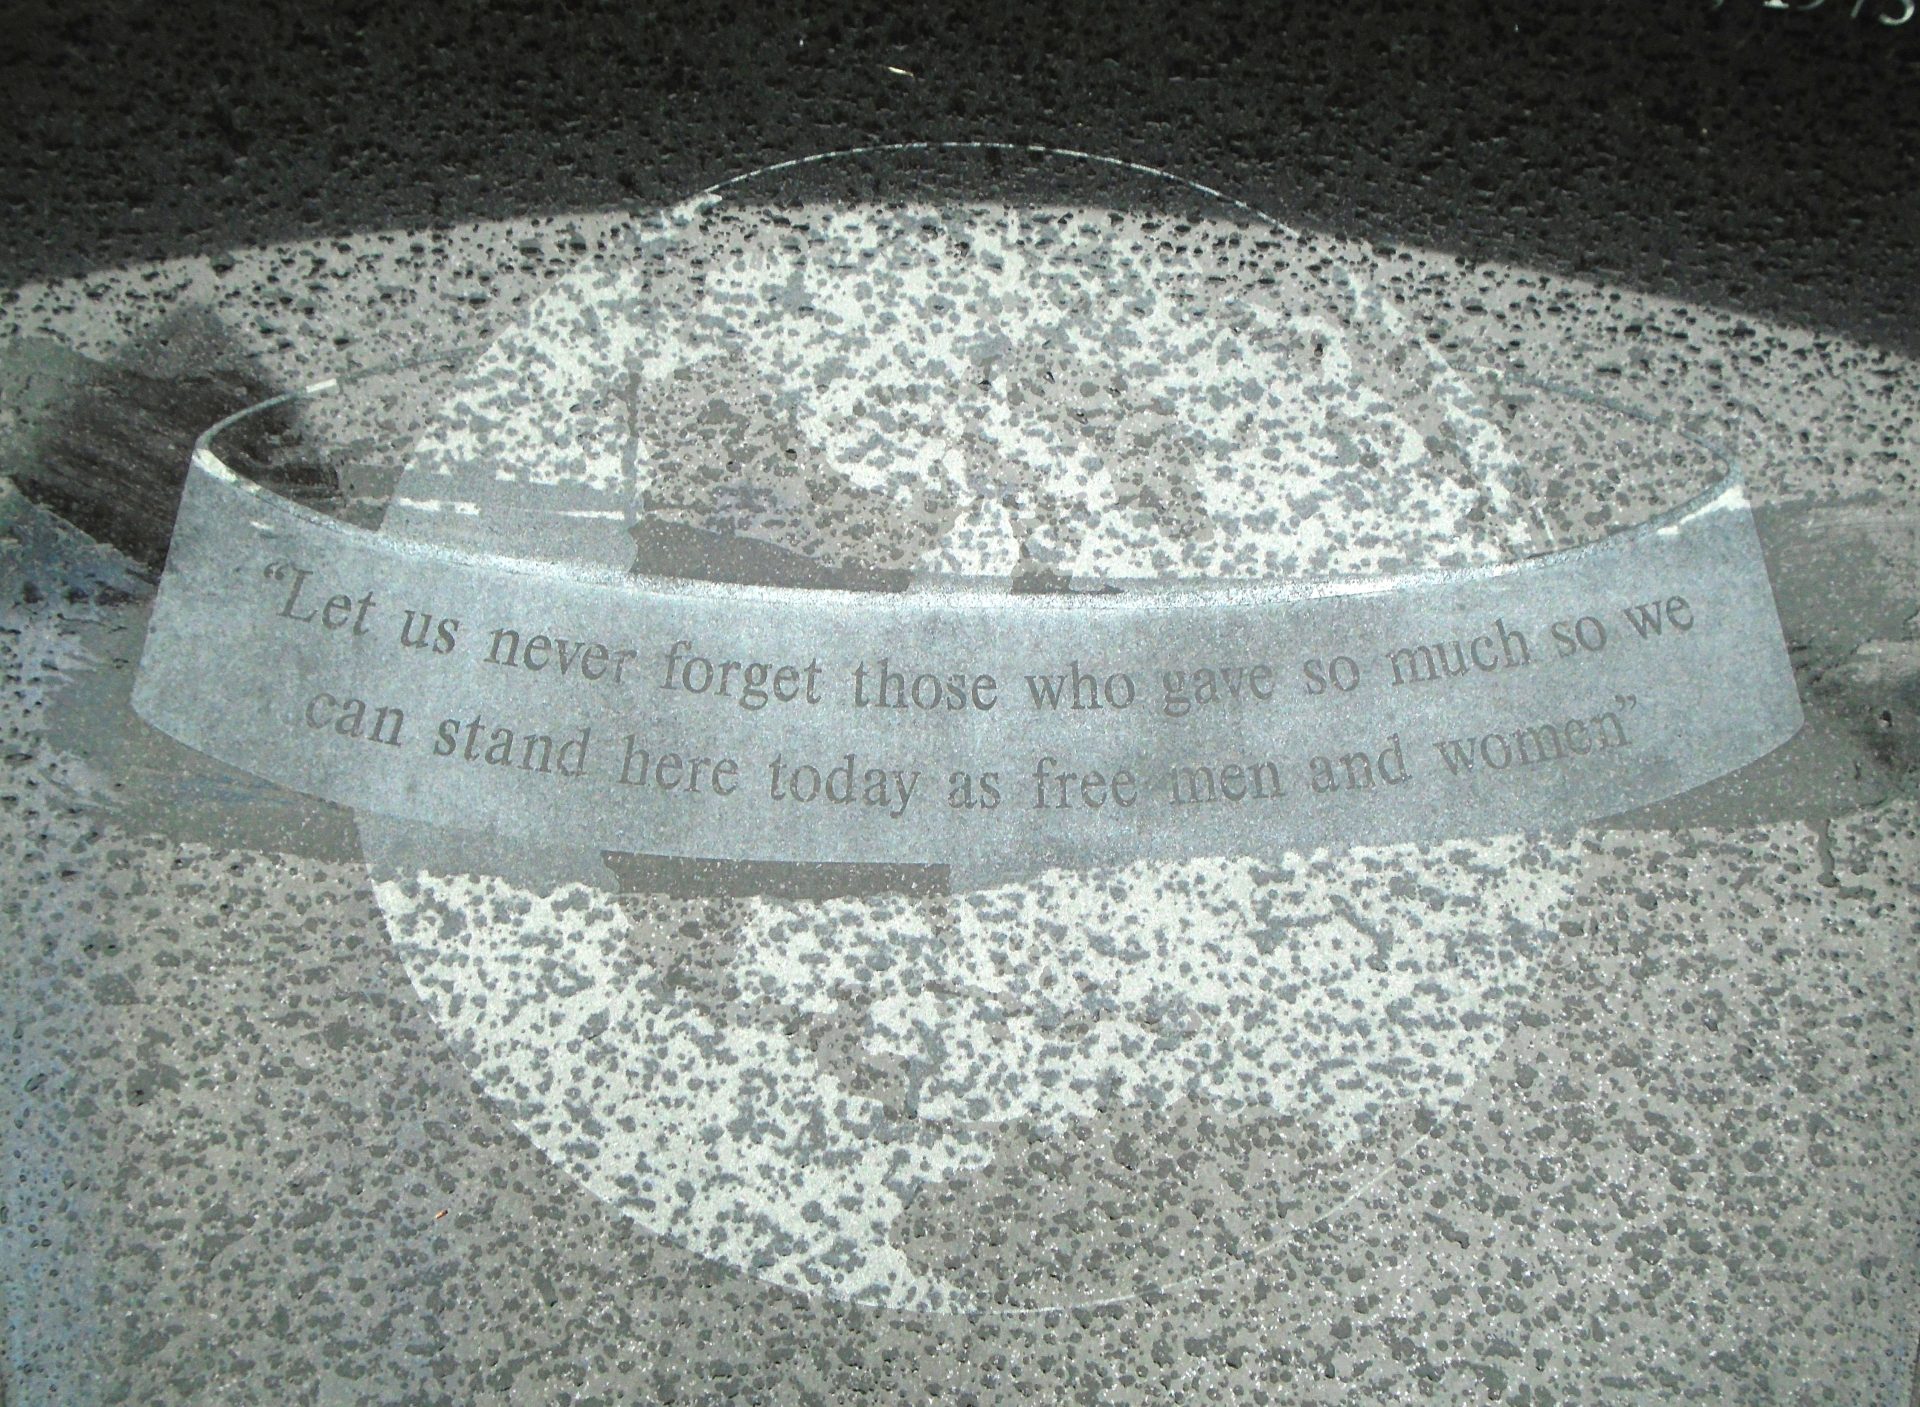 “Let us never forget those who gave so much so we
can stand here today as free men and women”